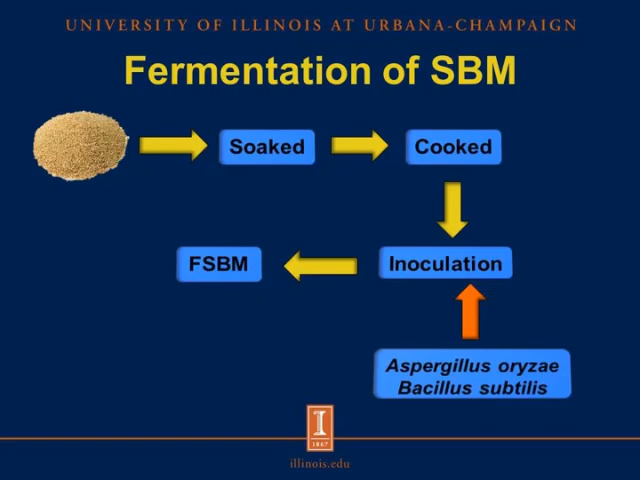 UNIVERSITY OF ILLINOIS AT URBANA-CHAMPAIGN
Fermentation of SBM
Soaked
Cooked
FSBM
Inoculation
Aspergillus oryzae
Bacillus subtilis
I
1867
illinois.edu